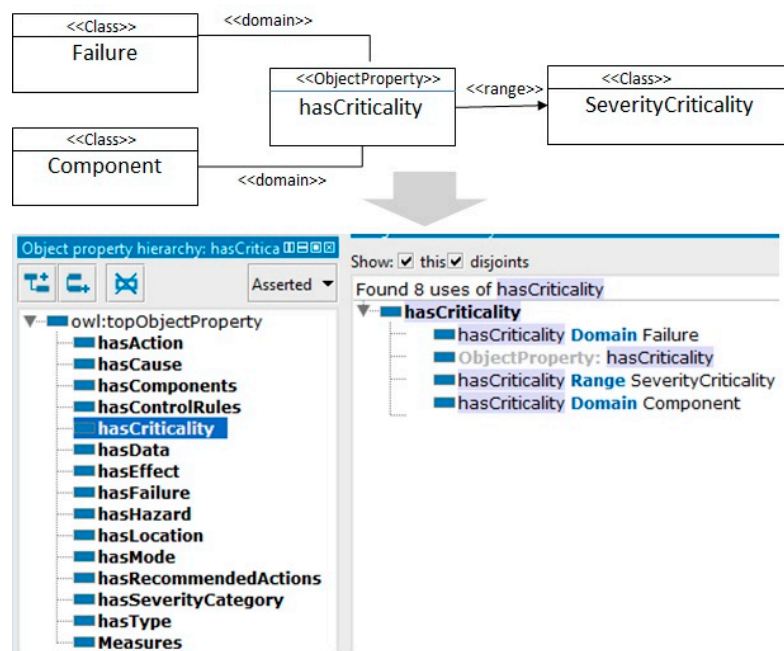 <<Class>>
Failure
<<domain>>
<<ObjectProperty>>
hasCriticality
<<range>>
<<Class>>
SeverityCriticality
<<Class>>
Component
<<domain>>
Object property hierarchy: hasCritica
Asserted
owl:topObjectProperty
hasAction
hasCause
hasComponents
hasControlRules
hasCriticality
hasData
hasEffect
hasFailure
hasHazard
hasLocation
hasMode
hasRecommendedActions
hasSeverityCategory
hasType
Measures
Show: this disjoints
Found 8 uses of hasCriticality
hasCriticality
hasCriticality Domain Failure
ObjectProperty: hasCriticality
hasCriticality Range SeverityCriticality
hasCriticality Domain Component